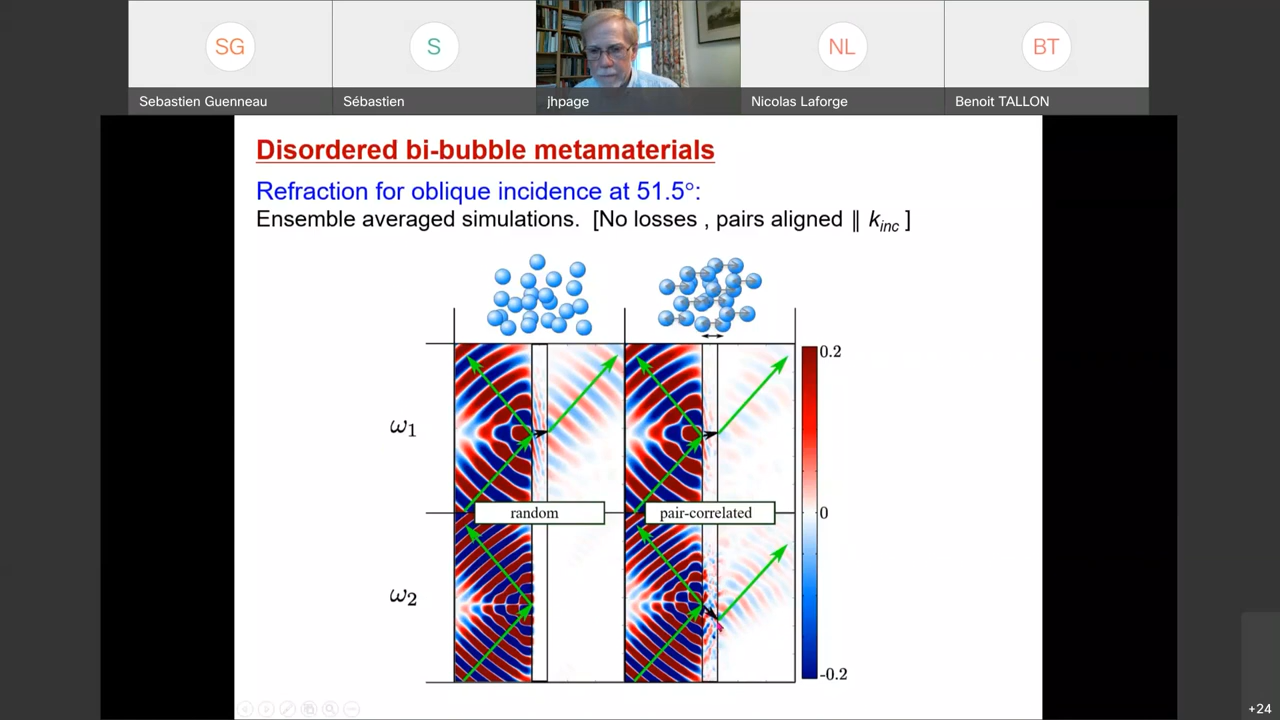 SG
S
NL
BT
Sebastien Guenneau
Sébastien
jhpage
Nicolas Laforge
Benoit TALLON
Disordered bi-bubble metamaterials
Refraction for oblique incidence at 51.5°:
Ensemble averaged simulations. [No losses , pairs aligned ∥ k_inc ]
0.2
ω₁
random
pair-correlated
0
ω₂
-0.2
+24